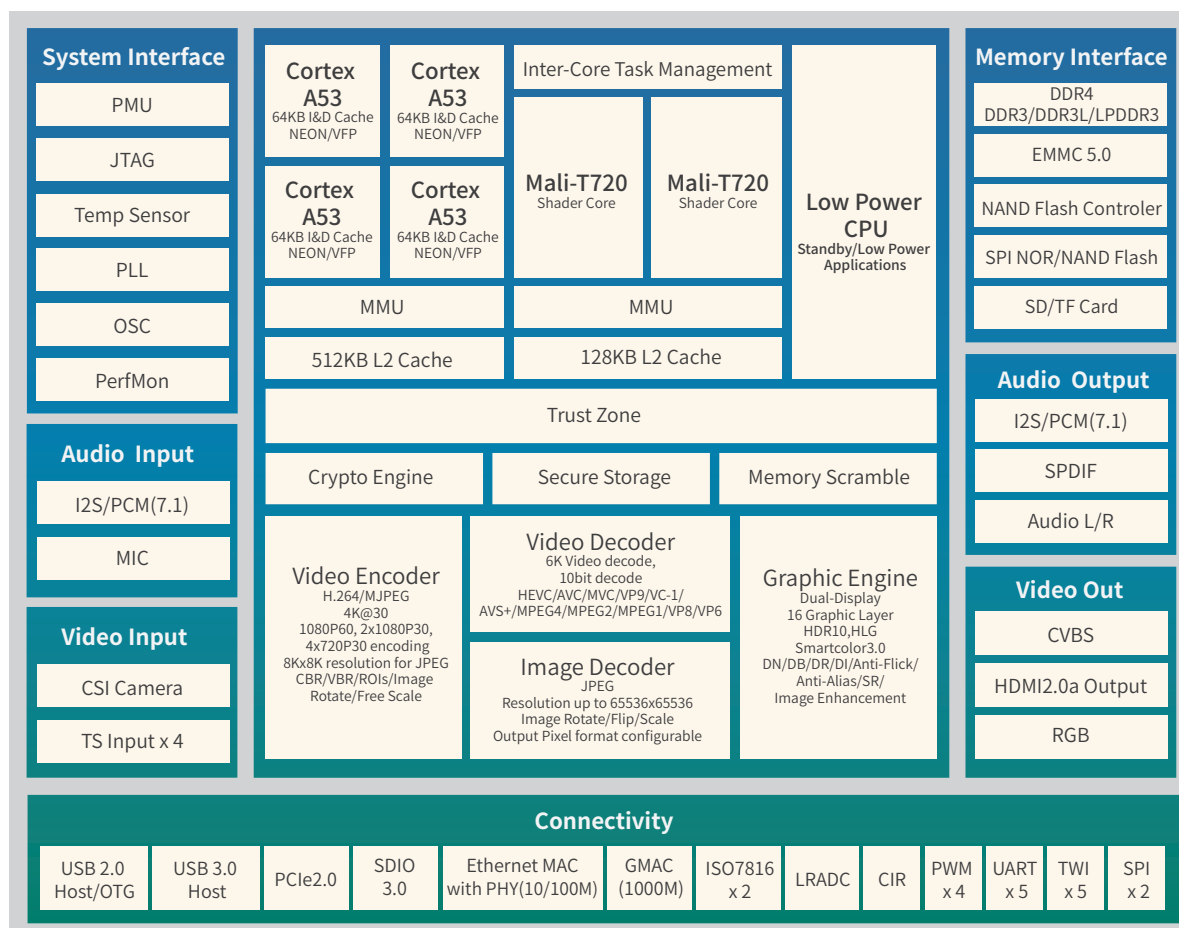 System Interface
PMU
JTAG
Temp Sensor
PLL
OSC
PerfMon
Audio Input
I2S/PCM(7.1)
MIC
Video Input
CSI Camera
TS Input x 4
Cortex
A53
64KB I&D Cache
NEON/VFP
Cortex
A53
64KB I&D Cache
NEON/VFP
Cortex
A53
64KB I&D Cache
NEON/VFP
Cortex
A53
64KB I&D Cache
NEON/VFP
MMU
512KB L2 Cache
Inter-Core Task Management
Mali-T720
Shader Core
Mali-T720
Shader Core
MMU
128KB L2 Cache
Low Power
CPU
Standby/Low Power
Applications
Trust Zone
Crypto Engine
Secure Storage
Memory Scramble
Video Encoder
H.264/MJPEG
4K@30
1080P60, 2x1080P30,
4x720P30 encoding
8Kx8K resolution for JPEG
CBR/VBR/ROIs/Image
Rotate/Free Scale
Video Decoder
6K Video decode,
10bit decode
HEVC/AVC/MVC/VP9/VC-1/
AVS+/MPEG4/MPEG2/MPEG1/VP8/VP6
Image Decoder
JPEG
Resolution up to 65536x65536
Image Rotate/Flip/Scale
Output Pixel format configurable
Graphic Engine
Dual-Display
16 Graphic Layer
HDR10,HLG
Smartcolor3.0
DN/DB/DR/DI/Anti-Flick/
Anti-Alias/SR/
Image Enhancement
Memory Interface
DDR4
DDR3/DDR3L/LPDDR3
EMMC 5.0
NAND Flash Controler
SPI NOR/NAND Flash
SD/TF Card
Audio Output
I2S/PCM(7.1)
SPDIF
Audio L/R
Video Out
CVBS
HDMI2.0a Output
RGB
Connectivity
USB 2.0
Host/OTG
USB 3.0
Host
PCIe2.0
SDIO
3.0
Ethernet MAC
with PHY(10/100M)
GMAC
(1000M)
ISO7816
x 2
LRADC
CIR
PWM
x 4
UART
x 5
TWI
x 5
SPI
x 2